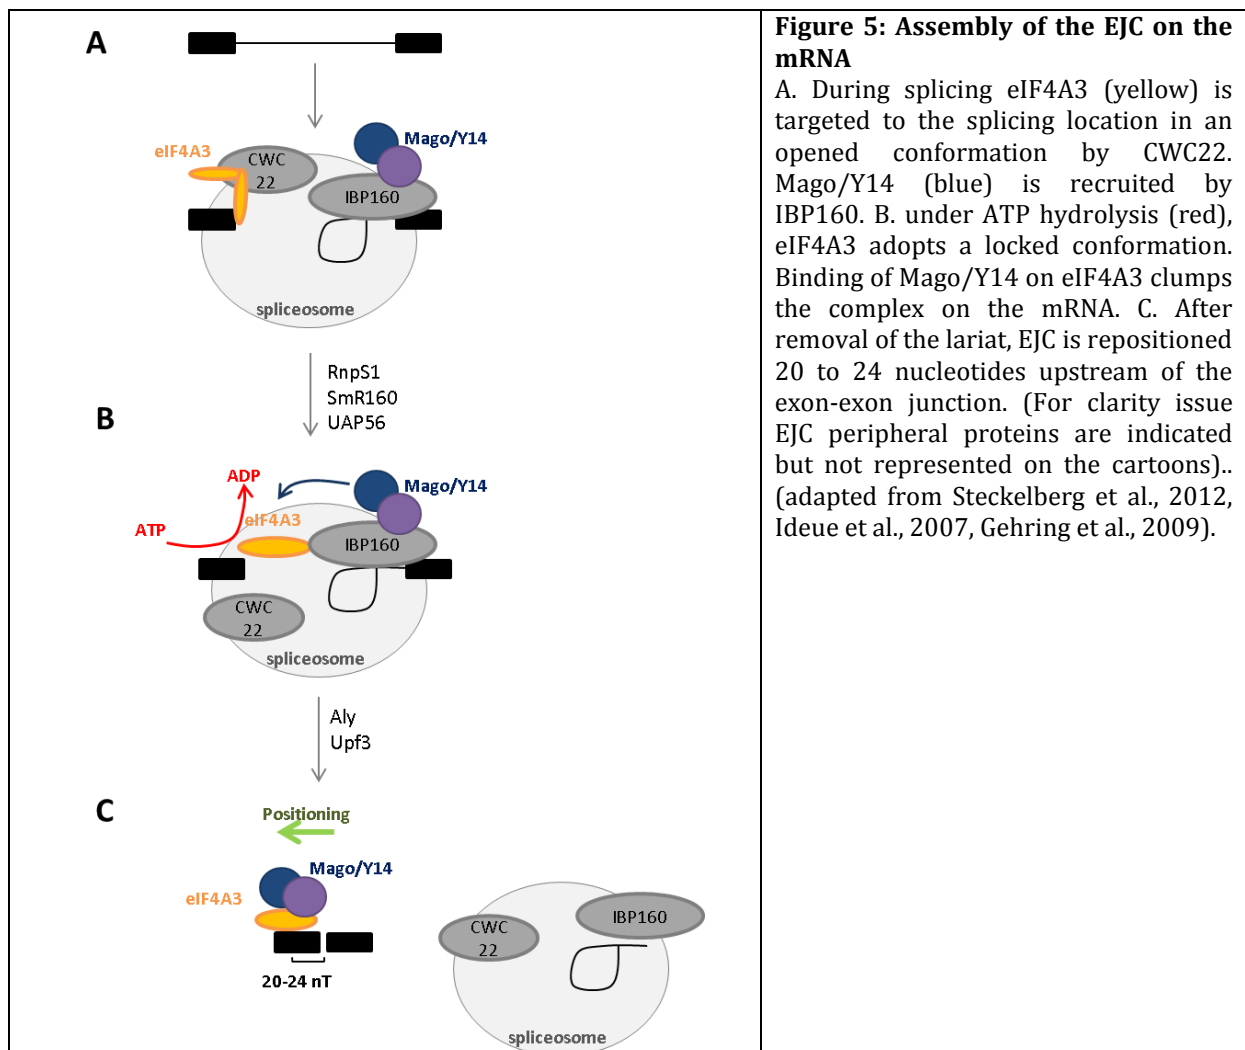 A
eIF4A3
CWC
22
Mago/Y14
IBP160
spliceosome
RnpS1
SmR160
UAP56
B
ADP
ATP
eIF4A3
Mago/Y14
IBP160
CWC
22
spliceosome
Aly
Upf3
C
Positioning
Mago/Y14
eIF4A3
20-24 nT
CWC
22
IBP160
spliceosome
Figure 5: Assembly of the EJC on the
mRNA
A. During splicing eIF4A3 (yellow) is
targeted to the splicing location in an
opened conformation by CWC22.
Mago/Y14 (blue) is recruited by
IBP160. B. under ATP hydrolysis (red),
eIF4A3 adopts a locked conformation.
Binding of Mago/Y14 on eIF4A3 clumps
the complex on the mRNA. C. After
removal of the lariat, EJC is repositioned
20 to 24 nucleotides upstream of the
exon-exon junction. (For clarity issue
EJC peripheral proteins are indicated
but not represented on the cartoons)..
(adapted from Steckelberg et al., 2012,
Ideue et al., 2007, Gehring et al., 2009).